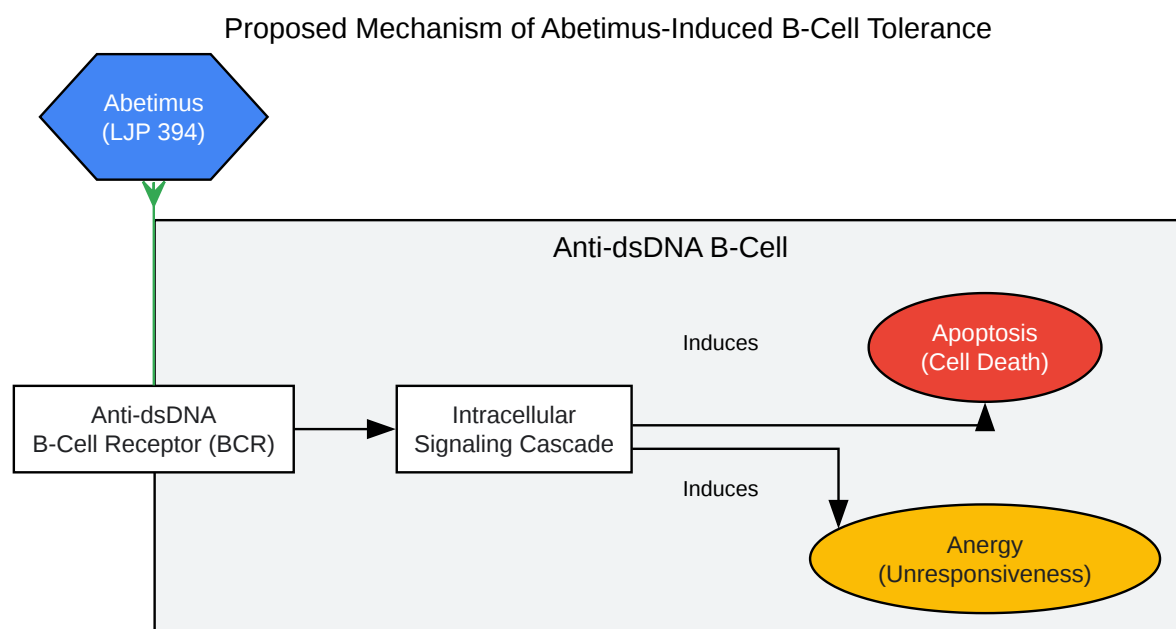 Proposed Mechanism of Abetimus-Induced B-Cell Tolerance
Abetimus
(LJP 394)
Anti-dsDNA B-Cell
Induces
Apoptosis
(Cell Death)
Anti-dsDNA
B-Cell Receptor (BCR)
Intracellular
Signaling Cascade
Induces
Anergy
(Unresponsiveness)